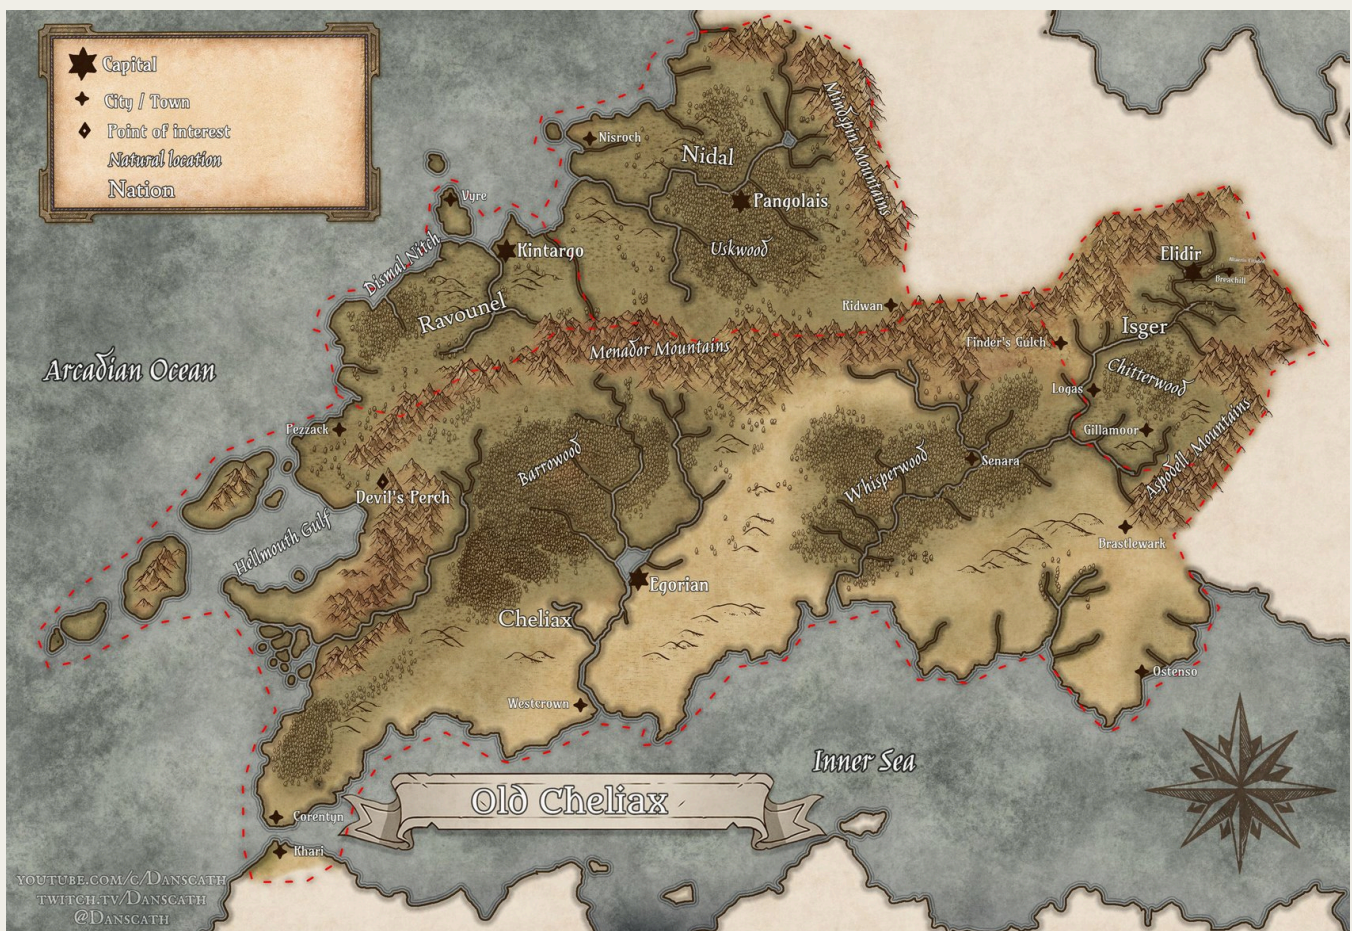 Capital
City / Town
Point of interest
Natural location
Nation
Mindspin Mountains
Nisroch
Nidal
Vyre
Pangolais
Uskwood
Kintargo
Dismal Nitch
Elidir
Breachill
Ravounel
Ridwan
Isger
Menador Mountains
Finder's Gulch
Arcadian Ocean
Chitterwood
Logas
Pezzack
Gillamoor
Barrowood
Whisperwood
Senara
Aspodell Mountains
Devil's Perch
Hellmouth Gulf
Brastlewark
Egorian
Cheliax
Ostenso
Westcrown
Inner Sea
Old Cheliax
Corentyn
Khari
youtube.com/c/Danscath
twitch.tv/Danscath
@Danscath